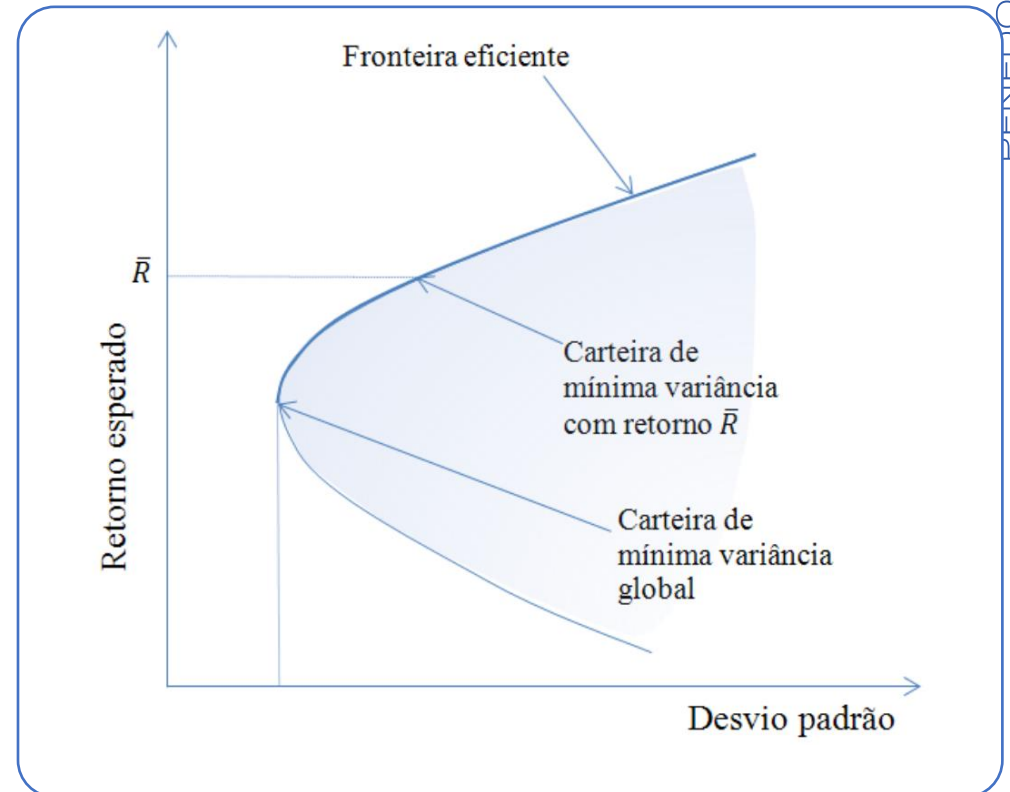 Fronteira eficiente
R̄
Retorno esperado
Carteira de
mínima variância
com retorno R̄
Carteira de
mínima variância
global
Desvio padrão